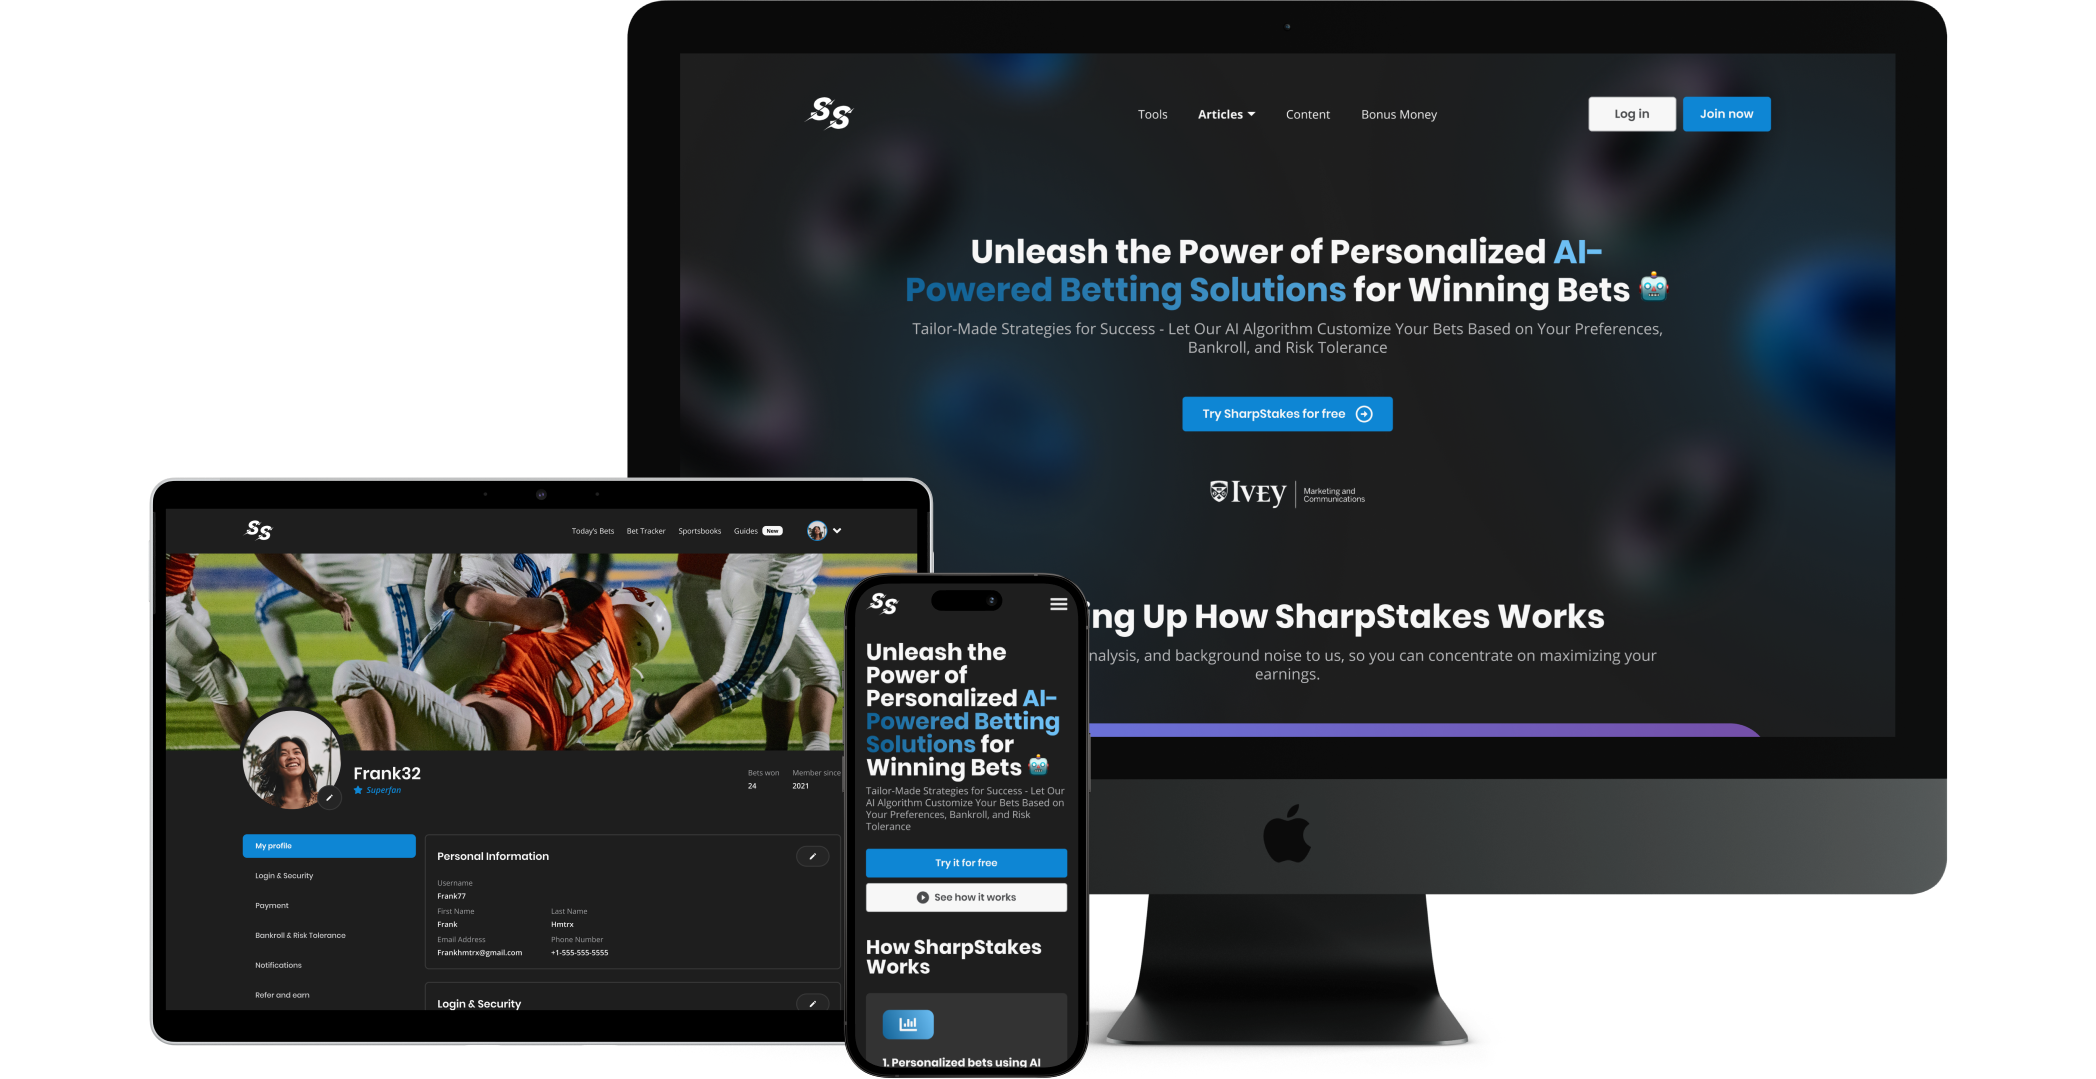 SS
Tools
Articles
Content
Bonus Money
Log in
Join now
Unleash the Power of Personalized AI-
Powered Betting Solutions for Winning Bets
Tailor-Made Strategies for Success - Let Our AI Algorithm Customize Your Bets Based on Your Preferences,
Bankroll, and Risk Tolerance
Try SharpStakes for free
IVEY
Marketing and
Communications
ng Up How SharpStakes Works
nalysis, and background noise to us, so you can concentrate on maximizing your
earnings.
SS
Today's Bets
Bet Tracker
Sportsbooks
Guides
New
56
Frank32
Superfan
Bets won
24
Member since
2021
My profile
Login & Security
Payment
Bankroll & Risk Tolerance
Notifications
Refer and earn
Personal Information
Username
Frank77
First Name
Last Name
Frank
Hmtrx
Email Address
Phone Number
Frankhmtrx@gmail.com
+1-555-555-5555
Login & Security
SS
Unleash the
Power of
Personalized AI-
Powered Betting
Solutions for
Winning Bets
Tailor-Made Strategies for Success - Let Our
AI Algorithm Customize Your Bets Based on
Your Preferences, Bankroll, and Risk
Tolerance
Try it for free
See how it works
How SharpStakes
Works
1. Personalized bets using AI